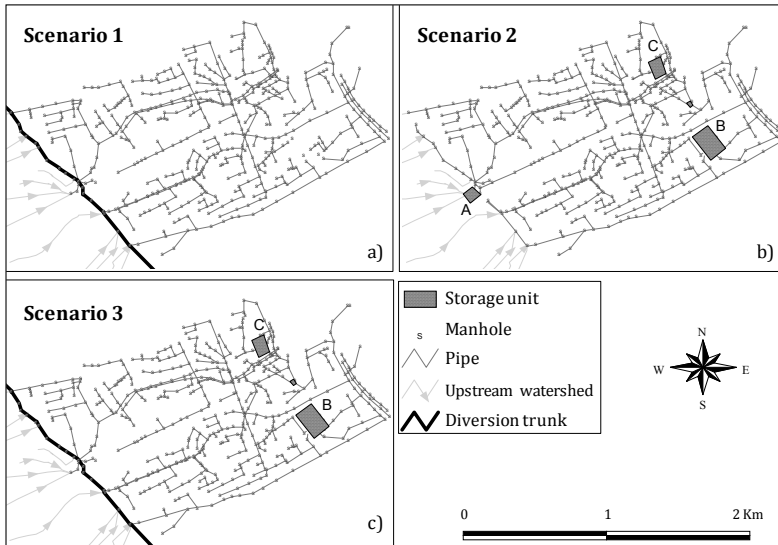 Scenario 1
a)
Scenario 2
C
B
A
b)
Scenario 3
C
B
c)
Storage unit
s Manhole
Pipe
Upstream watershed
Diversion trunk
N
W E
S
0 1 2 Km